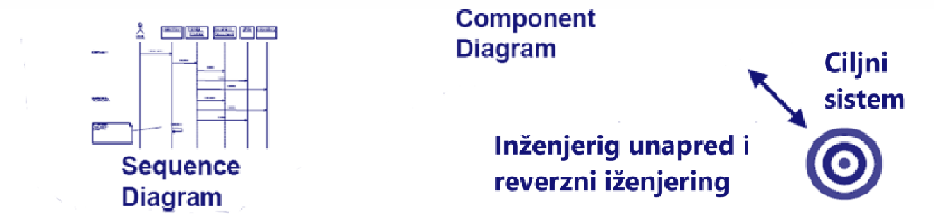 Sequence
Diagram
Component
Diagram
Ciljni
sistem
Inženjerig unapred i
reverzni iženjering